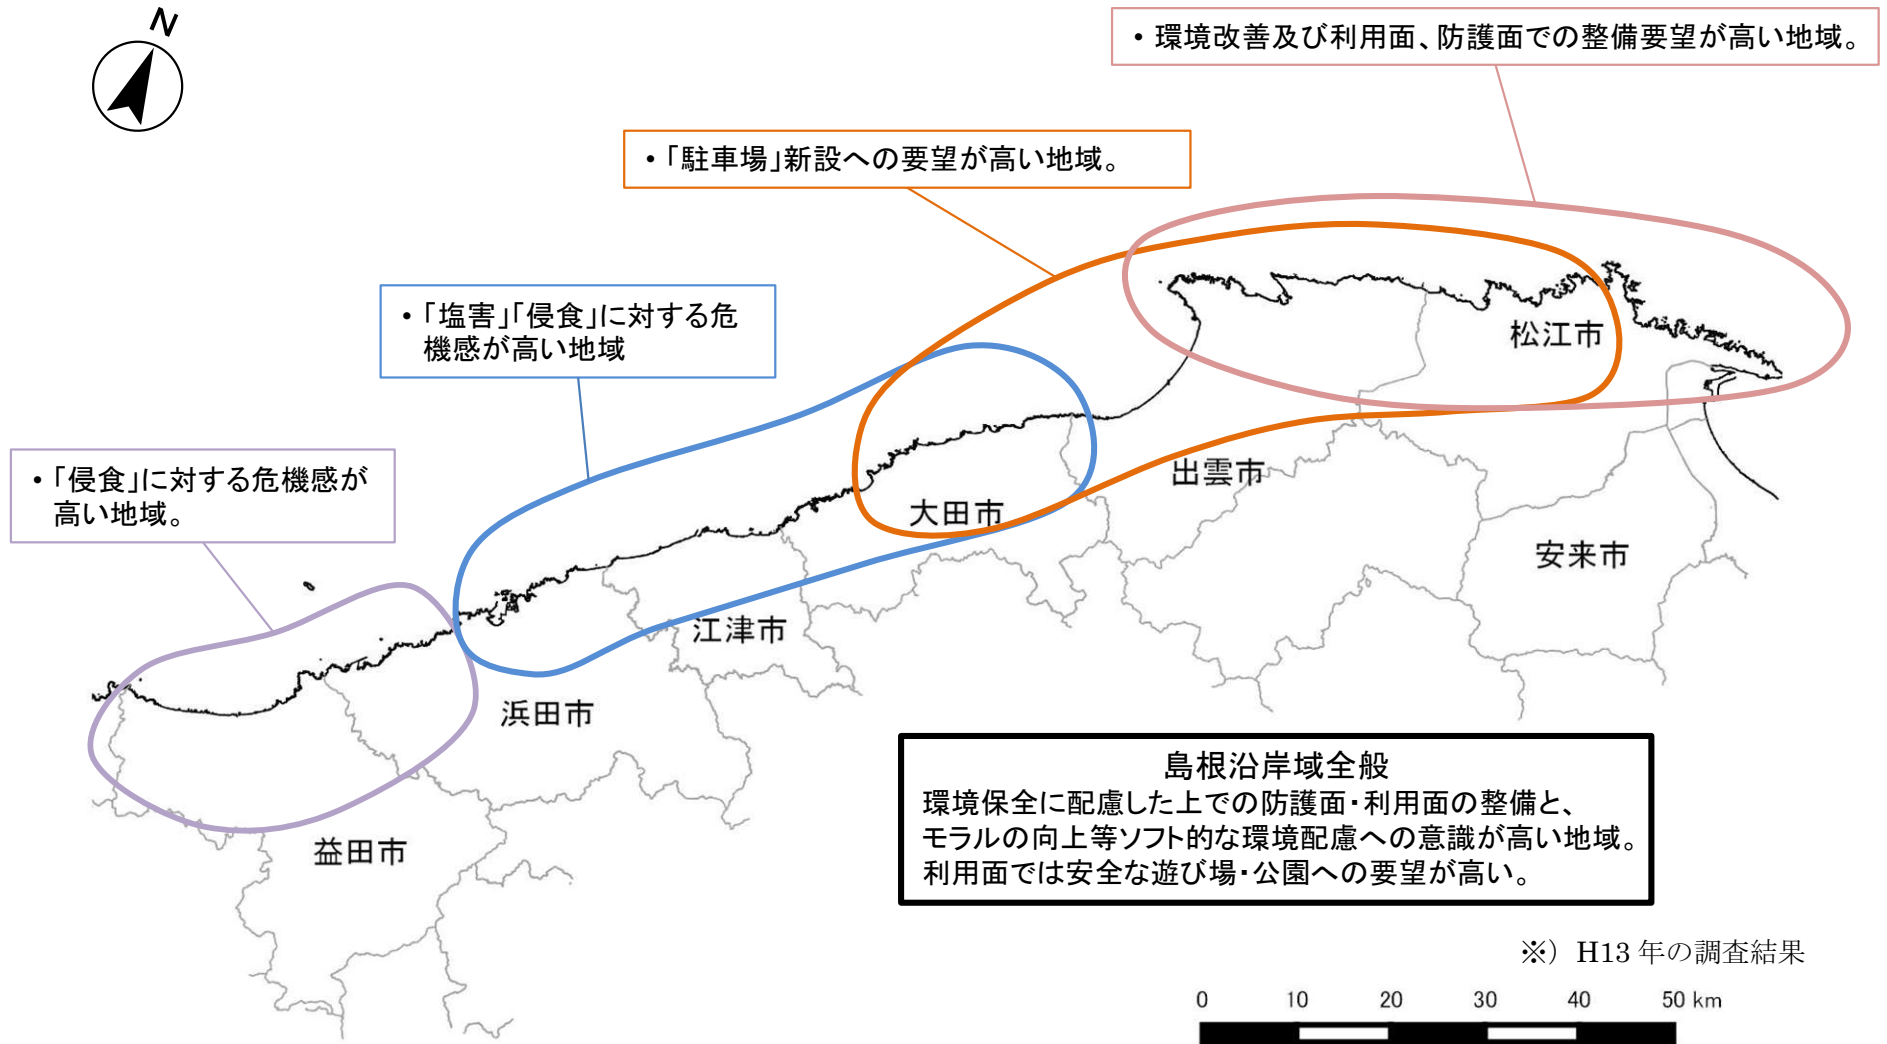 N
・環境改善及び利用面、防護面での整備要望が高い地域。
・「駐車場」新設への要望が高い地域。
・「塩害」「侵食」に対する危
機感が高い地域
・「侵食」に対する危機感が
高い地域。
松江市
出雲市
大田市
安来市
江津市
浜田市
益田市
島根沿岸域全般
環境保全に配慮した上での防護面・利用面の整備と、
モラルの向上等ソフト的な環境配慮への意識が高い地域。
利用面では安全な遊び場・公園への要望が高い。
※）H13 年の調査結果
0 10 20 30 40 50 km